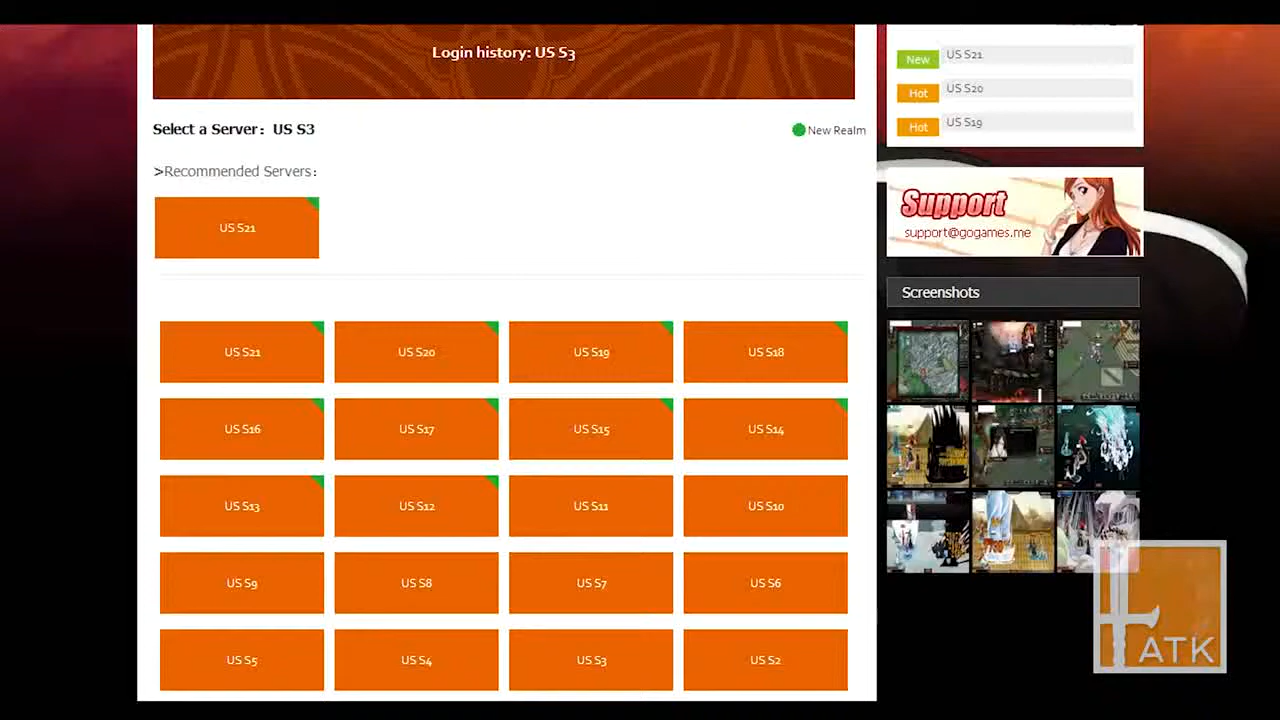 Login history: US S3
Select a Server: US S3
New Realm
>Recommended Servers:
US S21
US S21
US S20
US S19
US S18
US S16
US S17
US S15
US S14
US S13
US S12
US S11
US S10
US S9
US S8
US S7
US S6
US S5
US S4
US S3
US S2
New
US S21
Hot
US S20
Hot
US S19
Support
support@gogames.me
Screenshots
ATK